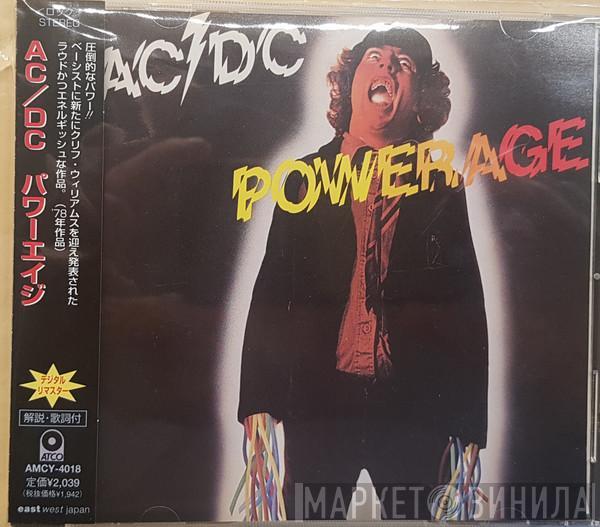 ロック
STEREO
圧倒的なパワー!!
ベーシストに新たにクリフ・ウィリアムスを迎え発表された
ラウドかつエネルギッシュな作品。('78年作品)
AC/DC パワーエイジ
デジタル
リマスター
解説・歌詞付
ATCO
AMCY-4018
定価¥2,039
(税抜価格¥1,942)
east west japan
AC/DC
POWERAGE
МАРКЕТ ВИНИЛА